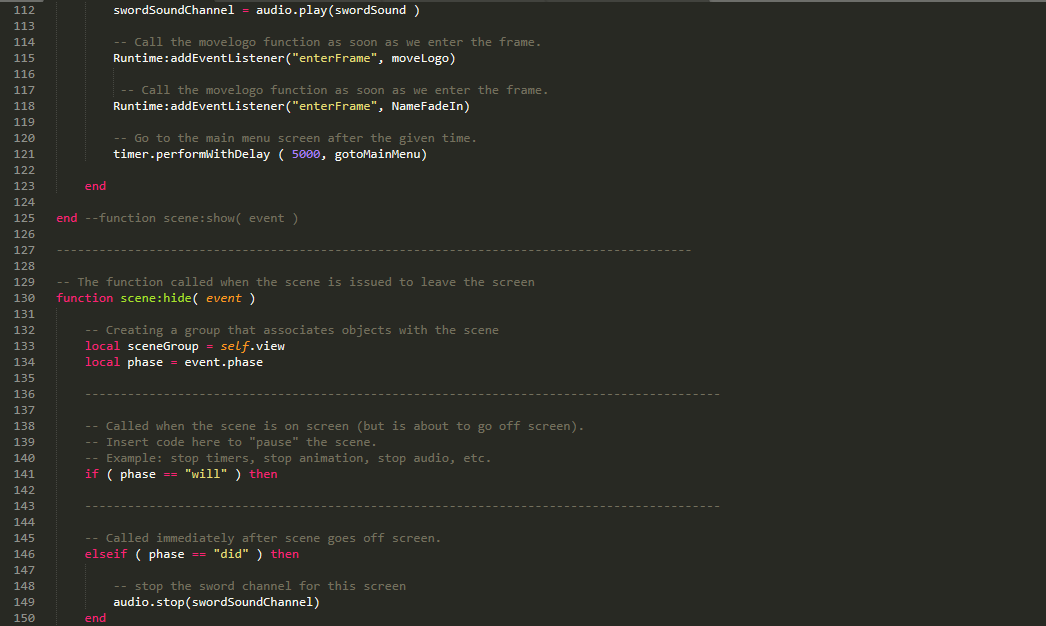 112 swordSoundChannel = audio.play(swordSound )
113
114 -- Call the movelogo function as soon as we enter the frame.
115 Runtime:addEventListener("enterFrame", moveLogo)
116
117 -- Call the movelogo function as soon as we enter the frame.
118 Runtime:addEventListener("enterFrame", NameFadeIn)
119
120 -- Go to the main menu screen after the given time.
121 timer.performWithDelay ( 5000, gotoMainMenu)
122
123 end
124
125 end --function scene:show( event )
126
127 -----------------------------------------------------------------------------------------
128
129 -- The function called when the scene is issued to leave the screen
130 function scene:hide( event )
131
132 -- Creating a group that associates objects with the scene
133 local sceneGroup = self.view
134 local phase = event.phase
135
136 -----------------------------------------------------------------------------------------
137
138 -- Called when the scene is on screen (but is about to go off screen).
139 -- Insert code here to "pause" the scene.
140 -- Example: stop timers, stop animation, stop audio, etc.
141 if ( phase == "will" ) then
142
143 -----------------------------------------------------------------------------------------
144
145 -- Called immediately after scene goes off screen.
146 elseif ( phase == "did" ) then
147
148 -- stop the sword channel for this screen
149 audio.stop(swordSoundChannel)
150 end